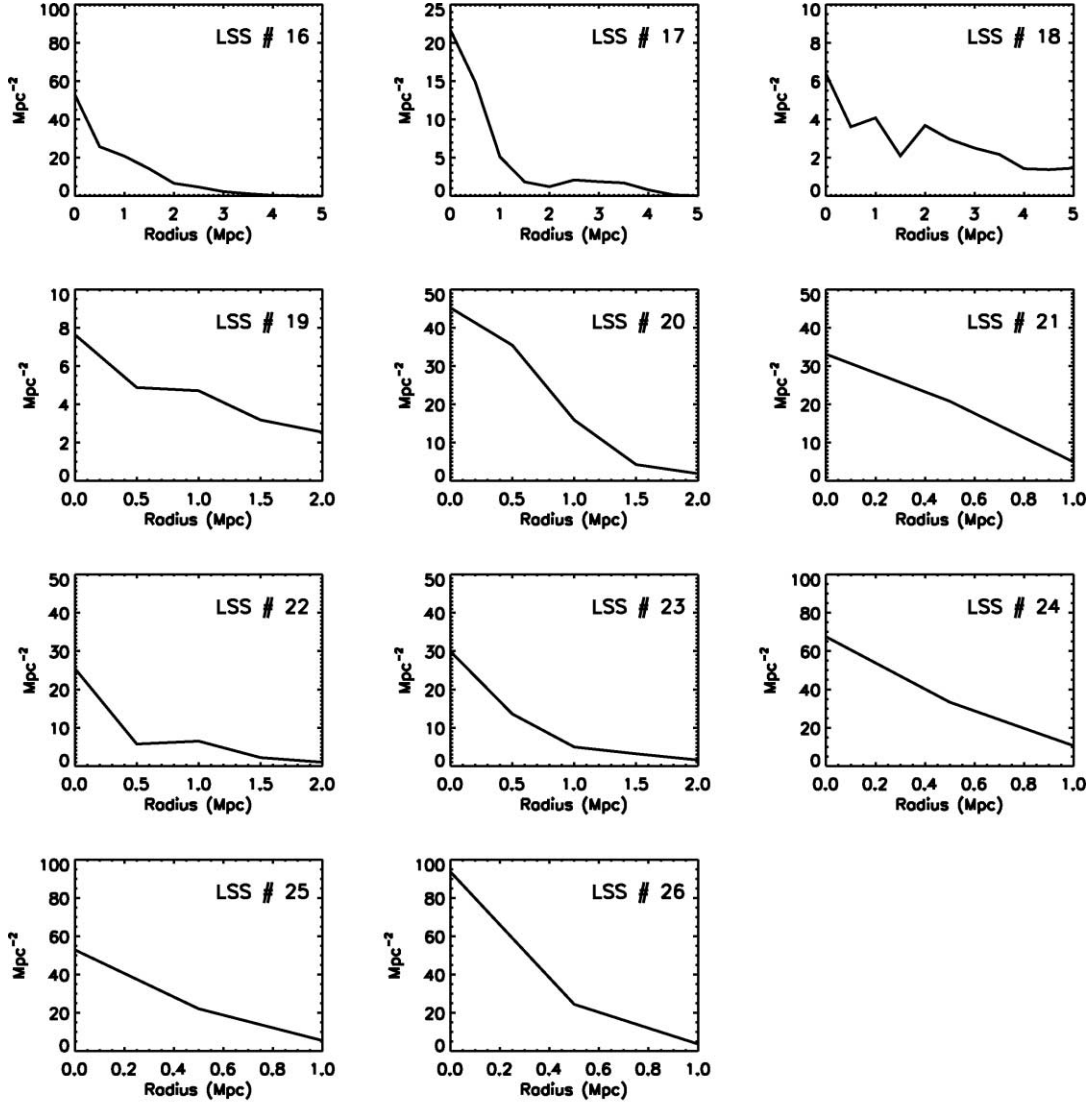 LSS # 16
100
80
60
40
20
0
Mpc⁻²
0 1 2 3 4 5
Radius (Mpc)
LSS # 17
25
20
15
10
5
0
Mpc⁻²
0 1 2 3 4 5
Radius (Mpc)
LSS # 18
10
8
6
4
2
0
Mpc⁻²
0 1 2 3 4 5
Radius (Mpc)
LSS # 19
10
8
6
4
2
0
Mpc⁻²
0.0 0.5 1.0 1.5 2.0
Radius (Mpc)
LSS # 20
50
40
30
20
10
0
Mpc⁻²
0.0 0.5 1.0 1.5 2.0
Radius (Mpc)
LSS # 21
50
40
30
20
10
0
Mpc⁻²
0.0 0.2 0.4 0.6 0.8 1.0
Radius (Mpc)
LSS # 22
50
40
30
20
10
0
Mpc⁻²
0.0 0.5 1.0 1.5 2.0
Radius (Mpc)
LSS # 23
50
40
30
20
10
0
Mpc⁻²
0.0 0.5 1.0 1.5 2.0
Radius (Mpc)
LSS # 24
100
80
60
40
20
0
Mpc⁻²
0.0 0.2 0.4 0.6 0.8 1.0
Radius (Mpc)
LSS # 25
100
80
60
40
20
0
Mpc⁻²
0.0 0.2 0.4 0.6 0.8 1.0
Radius (Mpc)
LSS # 26
100
80
60
40
20
0
Mpc⁻²
0.0 0.2 0.4 0.6 0.8 1.0
Radius (Mpc)